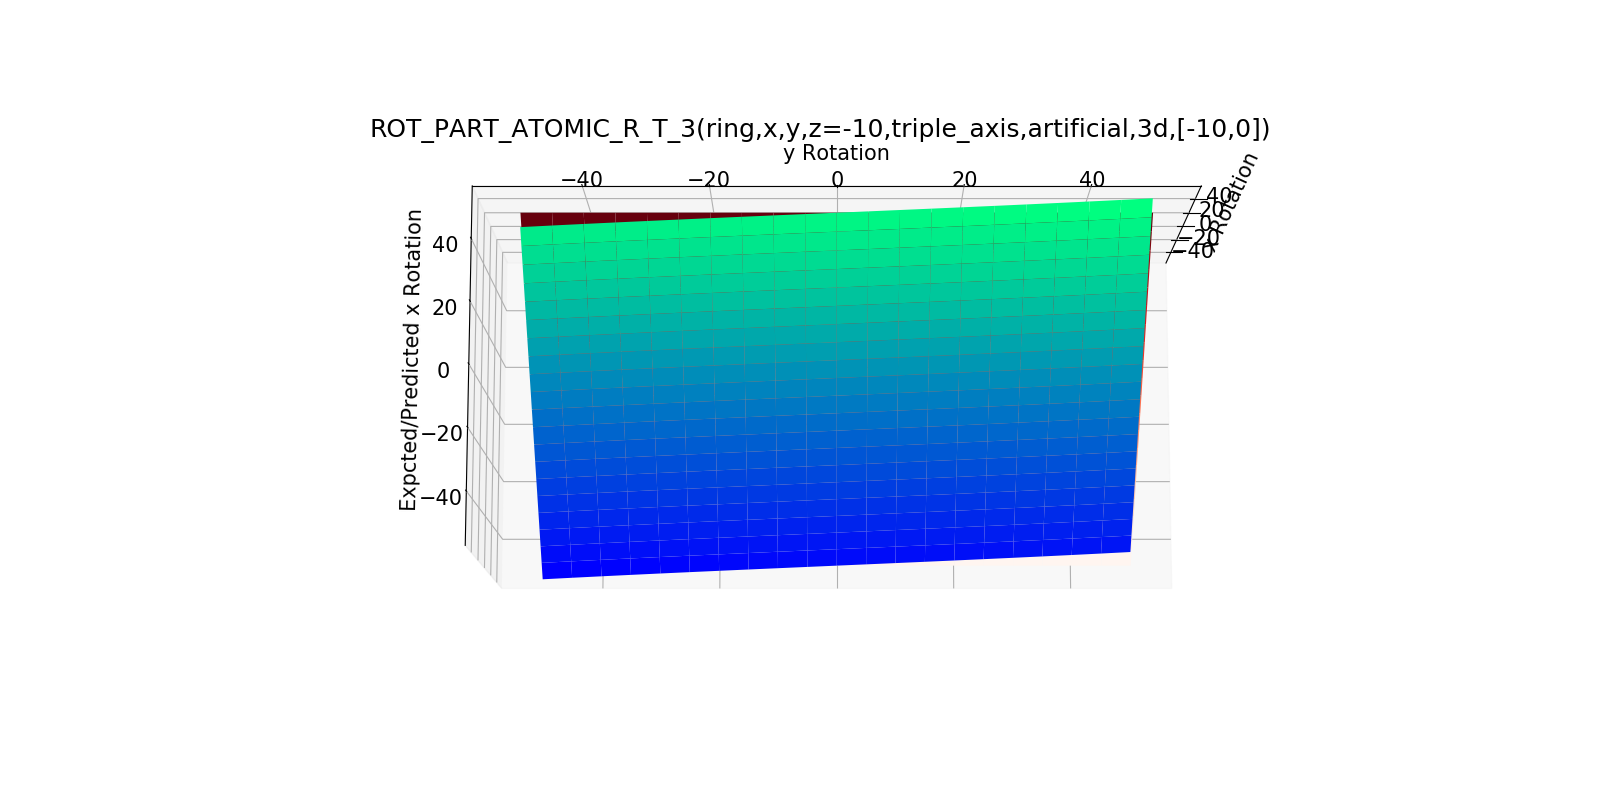 ROT_PART_ATOMIC_R_T_3(ring,x,y,z=-10,triple_axis,artificial,3d,[-10,0])
y Rotation
−40 −20 0 20 40
40
20
0
−20
−40
x Rotation
Expcted/Predicted x Rotation
40
20
0
−20
−40